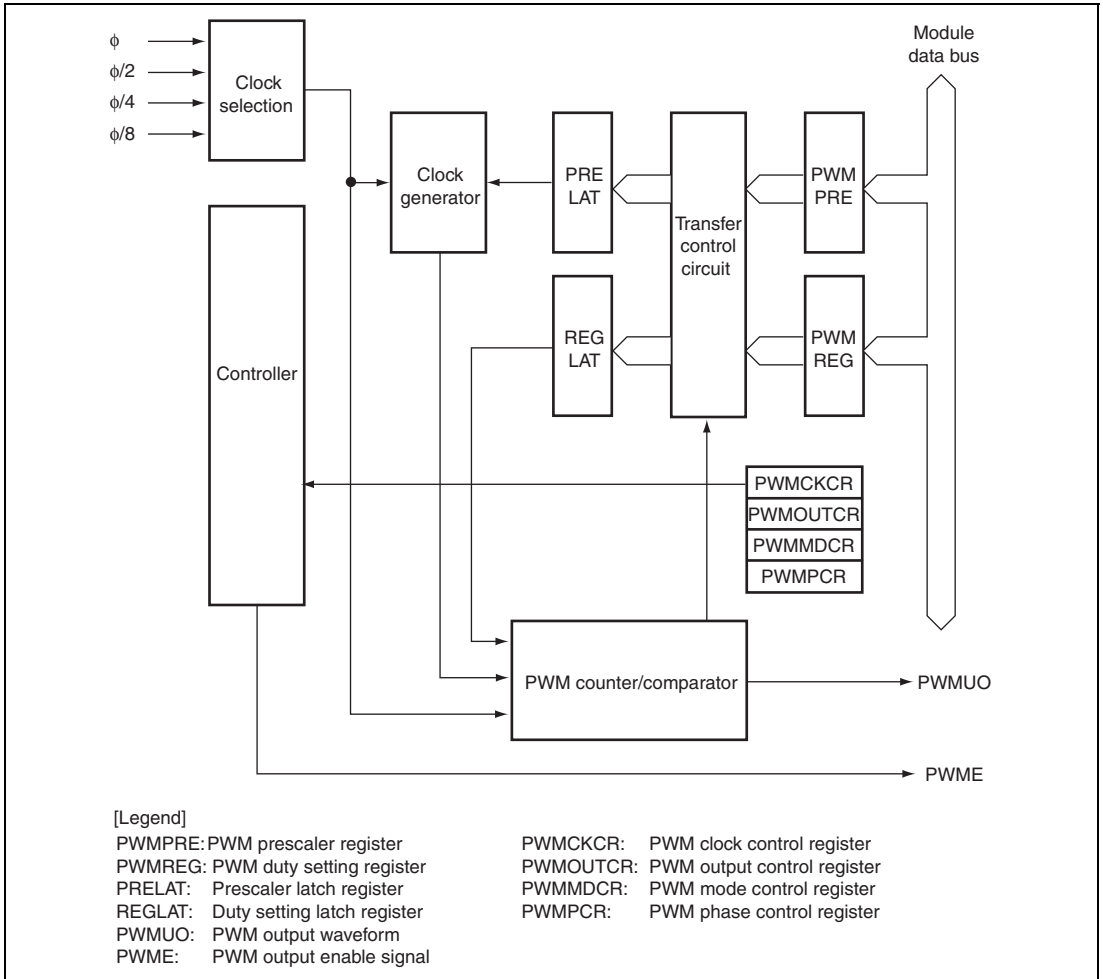 ϕ
ϕ/2
ϕ/4
ϕ/8
Clock
selection
Module
data bus
Clock
generator
PRE
LAT
Transfer
control
circuit
PWM
PRE
Controller
REG
LAT
PWM
REG
PWMCKCR
PWMOUTCR
PWMMDCR
PWMPCR
PWM counter/comparator
PWMUO
PWME
[Legend]
PWMPRE: PWM prescaler register
PWMREG: PWM duty setting register
PRELAT: Prescaler latch register
REGLAT: Duty setting latch register
PWMUO: PWM output waveform
PWME: PWM output enable signal
PWMCKCR: PWM clock control register
PWMOUTCR: PWM output control register
PWMMDCR: PWM mode control register
PWMPCR: PWM phase control register